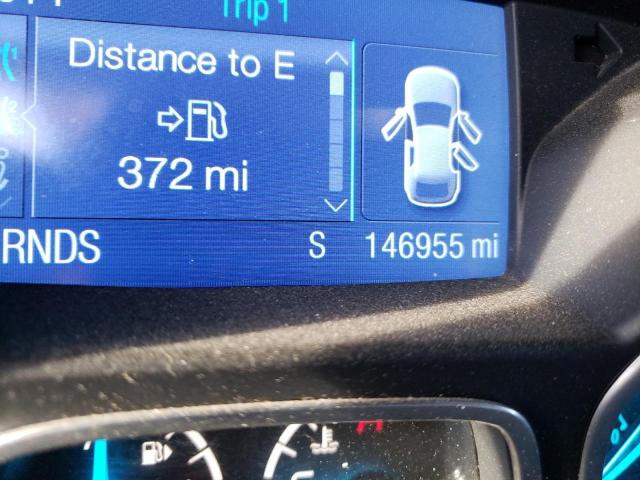 Trip 1
Distance to E
372 mi
RNDS S 146955 mi